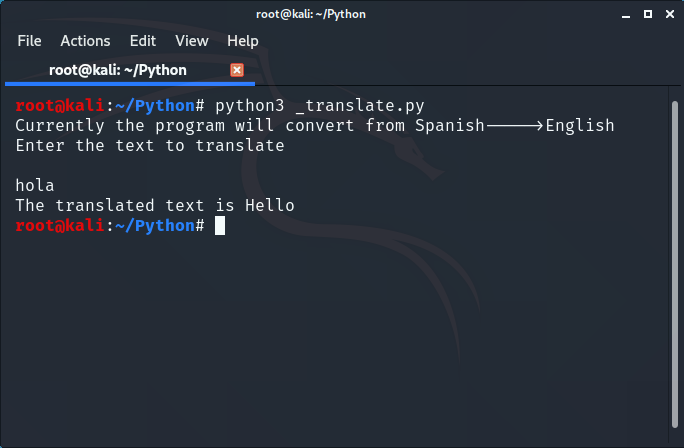 root@kali: ~/Python
File Actions Edit View Help
root@kali: ~/Python
root@kali:~/Python# python3 _translate.py
Currently the program will convert from Spanish----->English
Enter the text to translate
hola
The translated text is Hello
root@kali:~/Python#